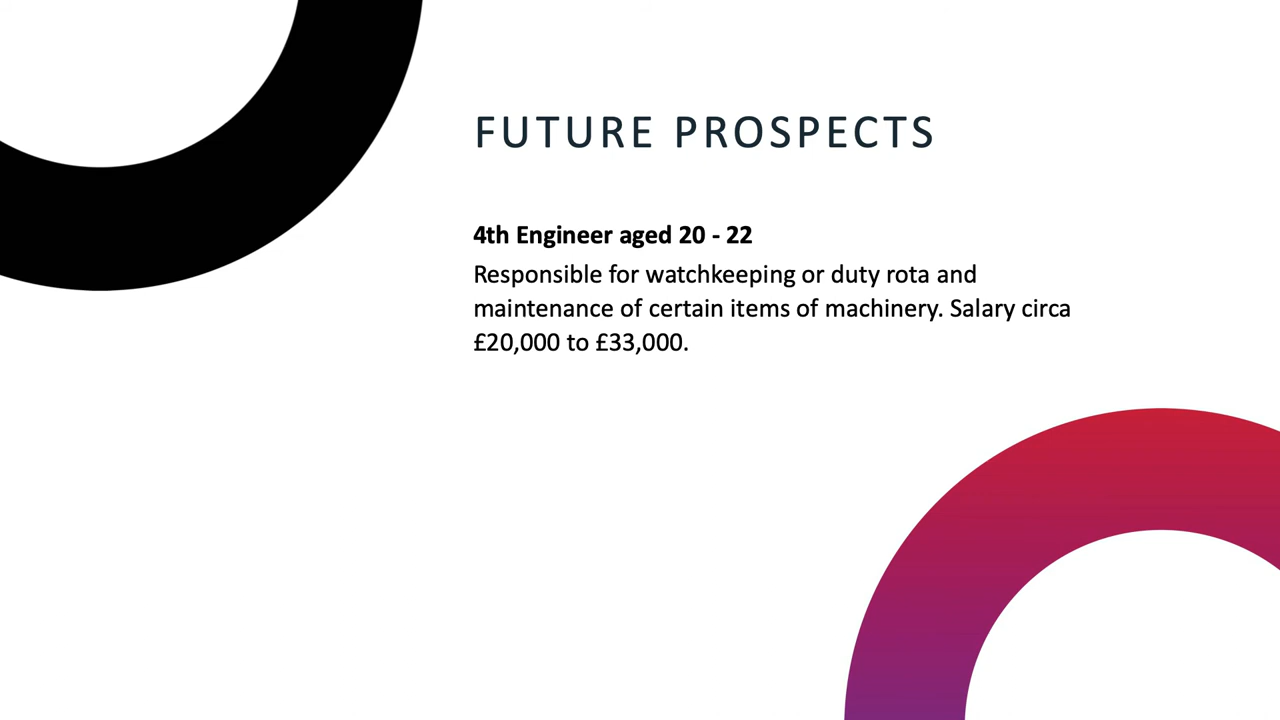 FUTURE PROSPECTS
4th Engineer aged 20 - 22
Responsible for watchkeeping or duty rota and
maintenance of certain items of machinery. Salary circa
£20,000 to £33,000.